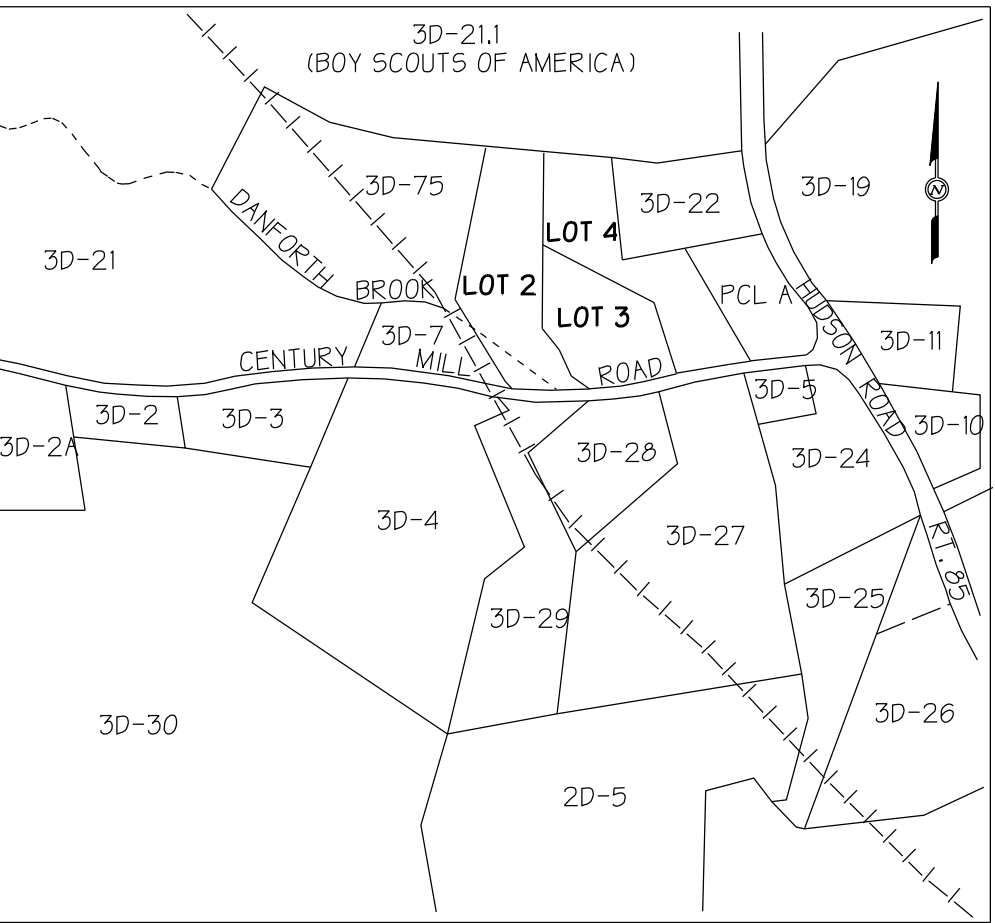 3D-21.1
(BOY SCOUTS OF AMERICA)
3D-75
3D-22
3D-19
N
DANFORTH
BROOK
LOT 4
3D-21
LOT 2
PCL A
HUDSON
ROAD
RT. 85
LOT 3
3D-7
3D-11
CENTURY
MILL
ROAD
3D-5
3D-2
3D-3
3D-10
3D-2A
3D-28
3D-24
3D-4
3D-27
3D-25
3D-29
3D-30
3D-26
2D-5